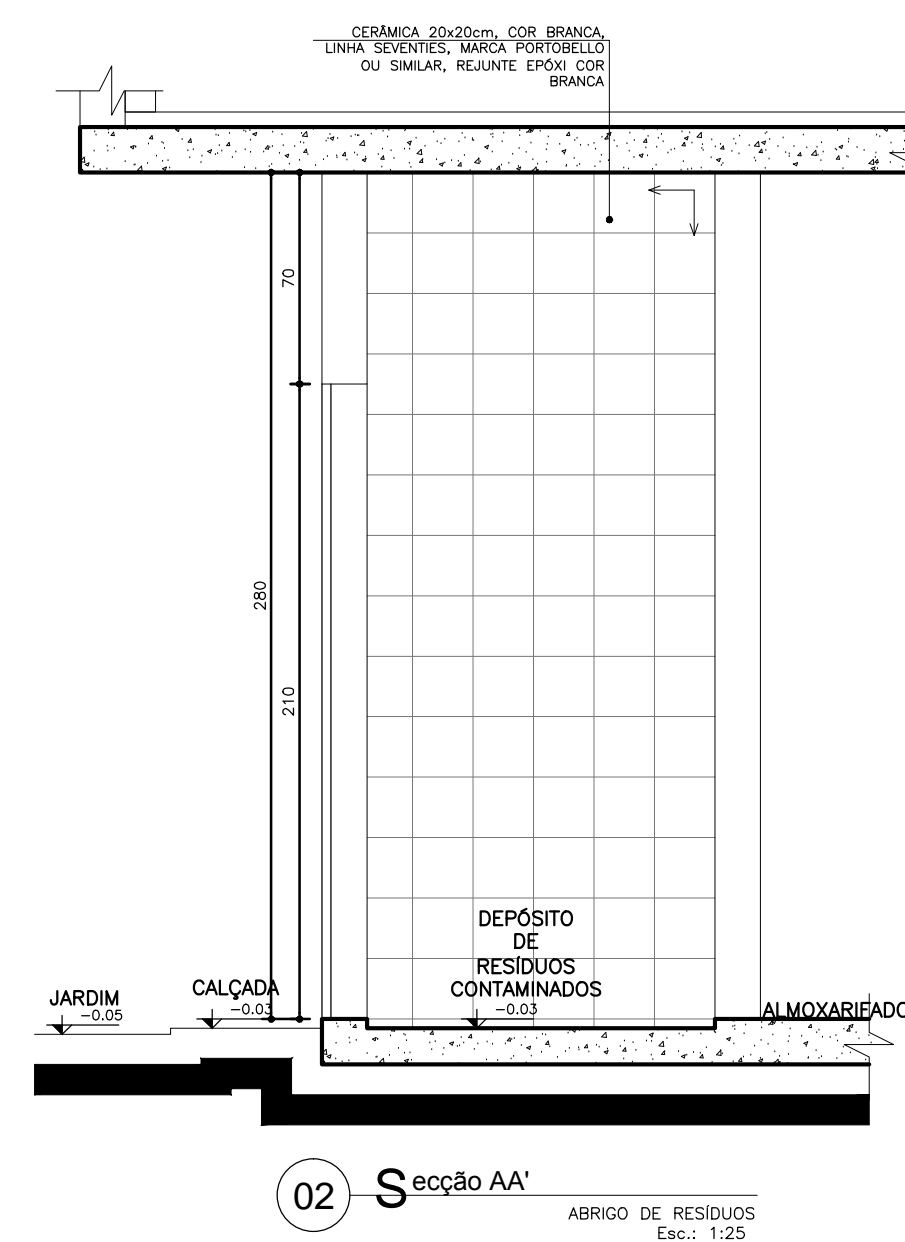 CERÂMICA 20x20cm, COR BRANCA,
LINHA SEVENTIES, MARCA PORTOBELLO
OU SIMILAR, REJUNTE EPÓXI COR
BRANCA
70
280
210
DEPÓSITO
DE
RESÍDUOS
CONTAMINADOS
-0.03
JARDIM
-0.05
CALÇADA
-0.03
ALMOXARIFADO
02 Secção AA'
ABRIGO DE RESÍDUOS
Esc.: 1:25